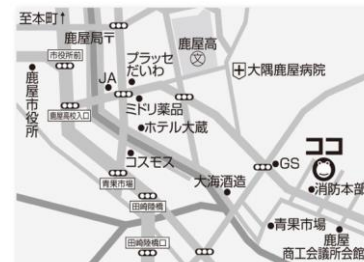 至本町↑
鹿屋局〒
市役所前
プラッセ
だいわ
鹿屋高
文
大隅鹿屋病院
JA
鹿屋市役所
鹿屋高校入口
ミドリ薬品
ホテル大蔵
コスモス
ココ
GS
青果市場
大海酒造
消防本部
田崎陸橋
青果市場
田崎陸橋口
鹿屋
商工会議所会館